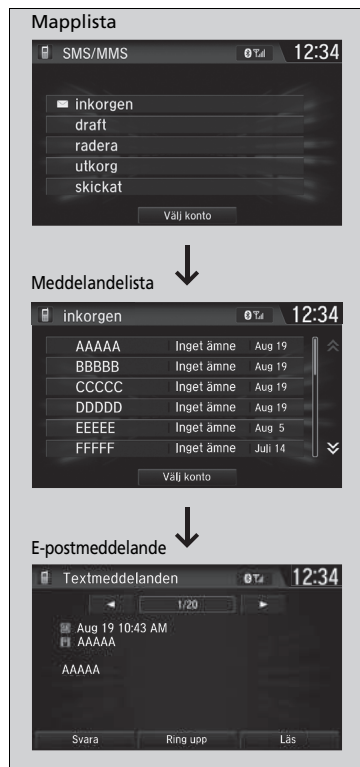 Mapplista
SMS/MMS 12:34
inkorgen
draft
radera
utkorg
skickat
Välj konto
Meddelandelista
inkorgen 12:34
AAAAA Inget ämne Aug 19
BBBBB Inget ämne Aug 19
CCCCC Inget ämne Aug 19
DDDDD Inget ämne Aug 19
EEEEE Inget ämne Aug 5
FFFFF Inget ämne Juli 14
Välj konto
E-postmeddelande
Textmeddelanden 12:34
1/20
Aug 19 10:43 AM
AAAAA
AAAAA
Svara Ring upp Läs